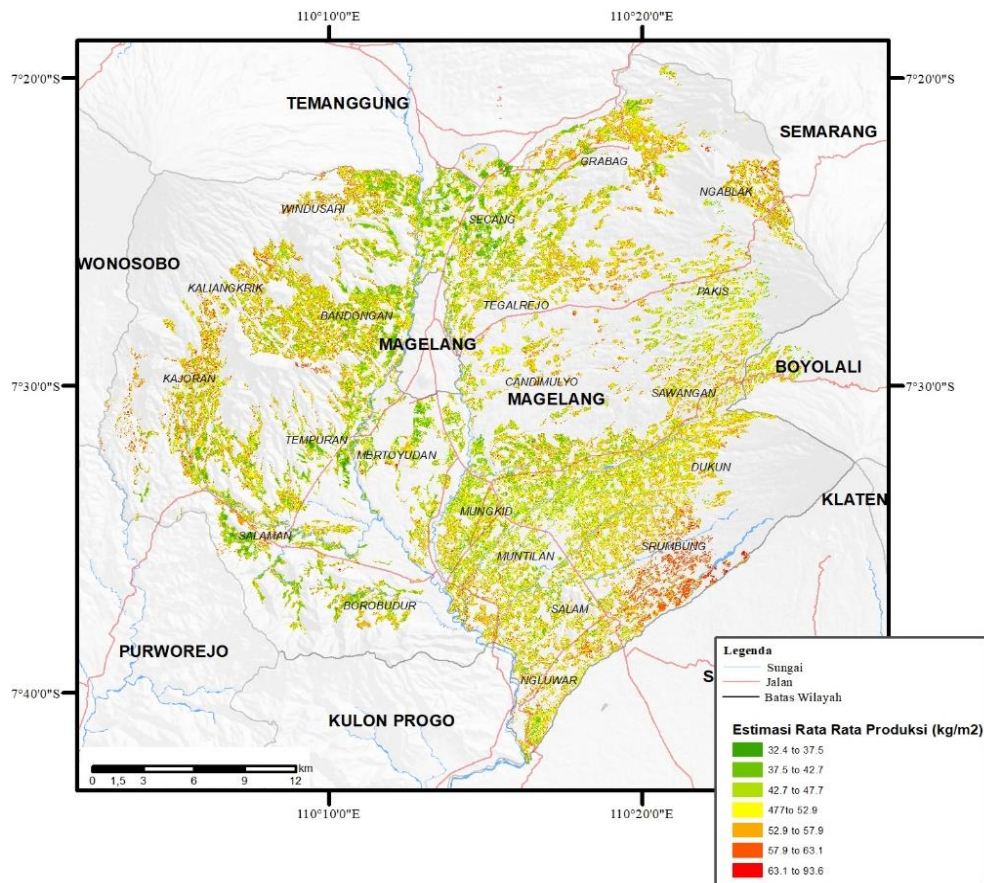 110°10'0"E
110°20'0"E
7°20'0"S
7°20'0"S
TEMANGGUNG
SEMARANG
GRABAG
NGABLAK
WINDUSARI
SECANG
WONOSOBO
KALIANGKRIK
PAKIS
TEGALREJO
BANDONGAN
MAGELANG
BOYOLALI
7°30'0"S
KAJORAN
CANDIMULYO
7°30'0"S
MAGELANG
SAWANGAN
TEMPURAN
MERTOYUDAN
DUKUN
KLATEN
MUNGKID
SALAMAN
SRUMBUNG
MUNTILAN
BOROBUDUR
SALAM
PURWOREJO
Legenda
Sungai
Jalan
Batas Wilayah
S
7°40'0"S
NGLUWAR
KULON PROGO
Estimasi Rata Rata Produksi (kg/m2)
32.4 to 37.5
37.5 to 42.7
42.7 to 47.7
477to 52.9
52.9 to 57.9
57.9 to 63.1
63.1 to 93.6
km
0 1,5 3 6 9 12
110°10'0"E
110°20'0"E